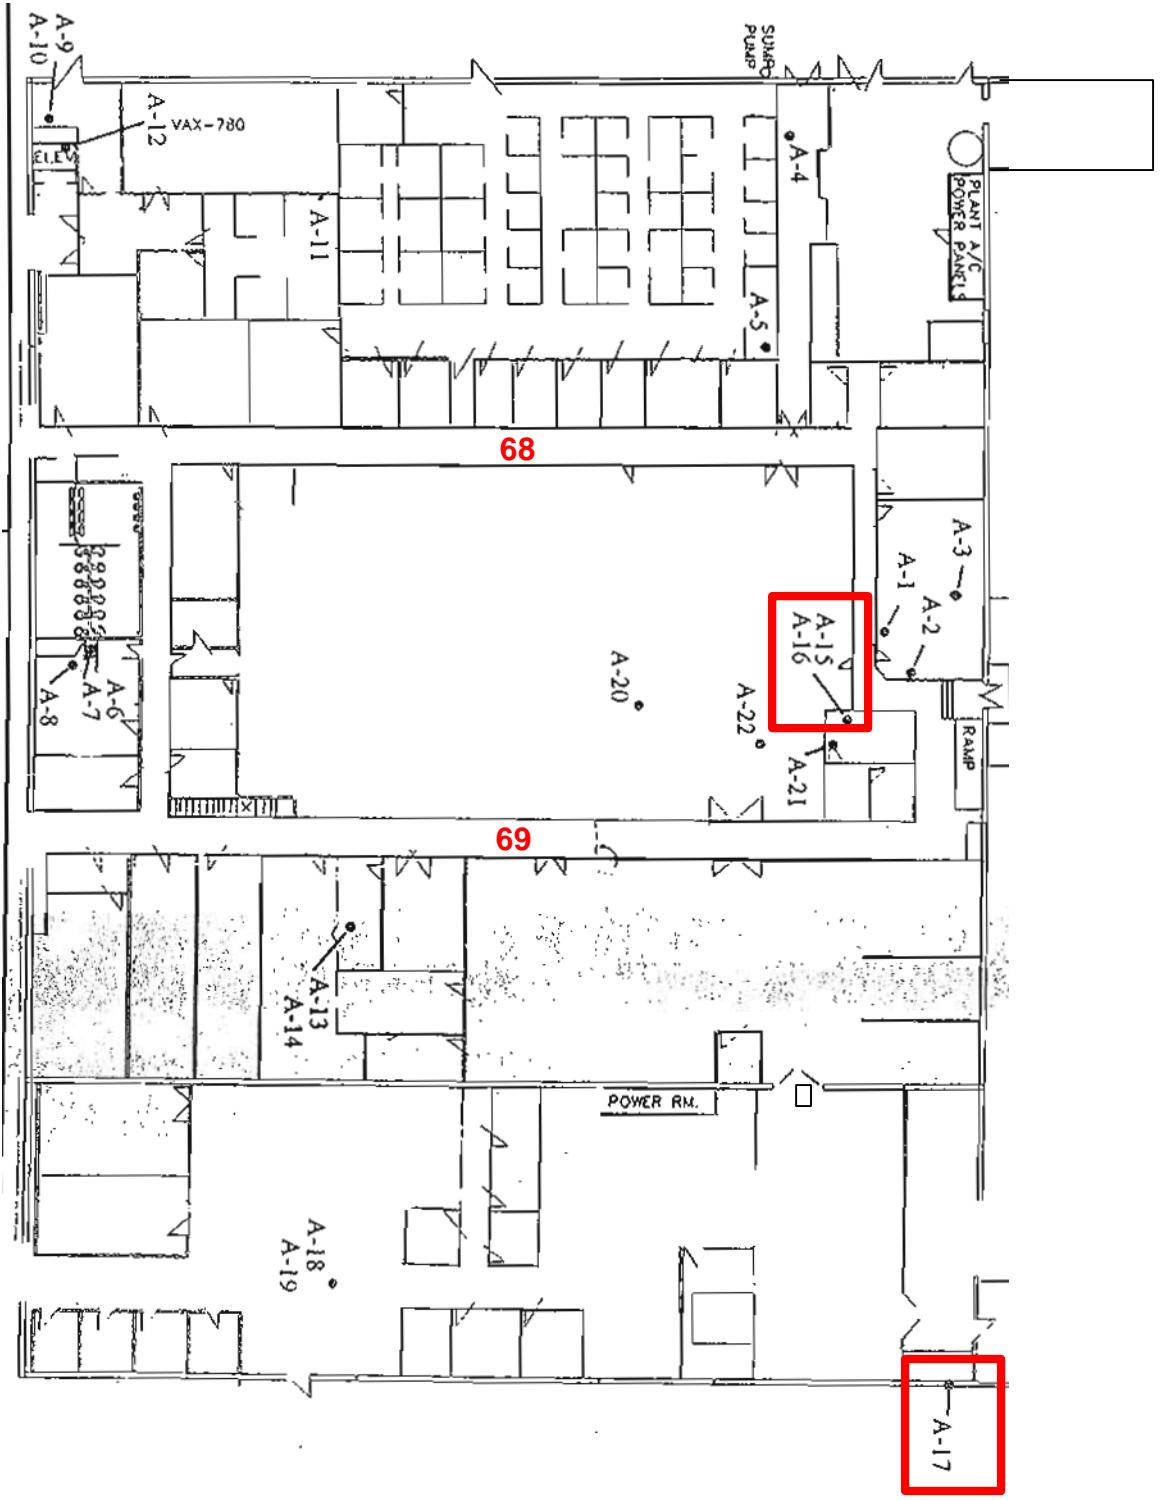 A-9
A-10
SUMP
PUMP
A-12
VAX-780
ELEV
A-4
A-11
PLANT A/C
POWER PANELS
A-5
68
A-3
A-1
A-2
A-15
A-16
A-20
A-22
A-6
A-7
A-8
RAMP
A-21
69
A-13
A-14
POWER RM.
A-18
A-19
A-17